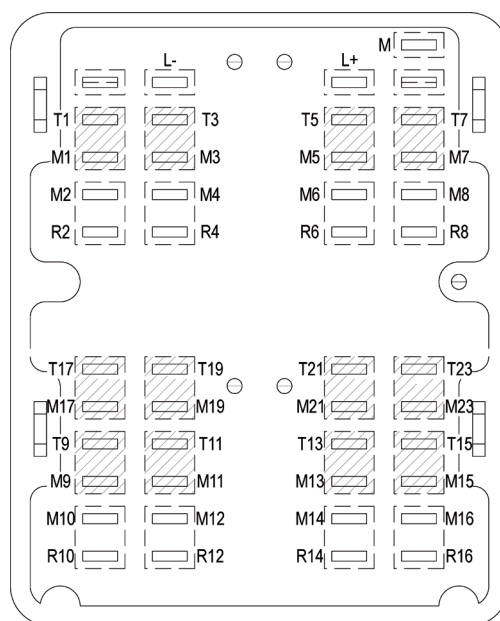 M
L- L+
T1 T3 T5 T7
M1 M3 M5 M7
M2 M4 M6 M8
R2 R4 R6 R8
T17 T19 T21 T23
M17 M19 M21 M23
T9 T11 T13 T15
M9 M11 M13 M15
M10 M12 M14 M16
R10 R12 R14 R16